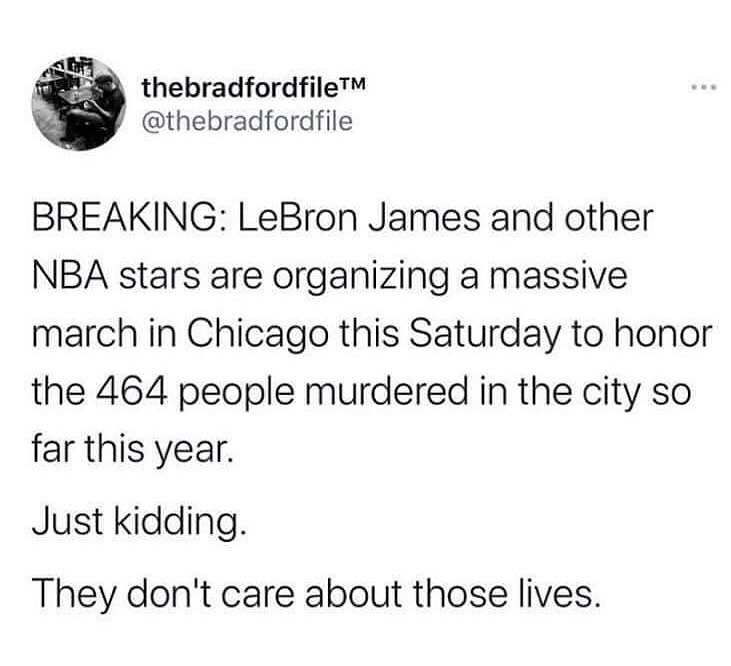 thebradfordfile™
@thebradfordfile
BREAKING: LeBron James and other
NBA stars are organizing a massive
march in Chicago this Saturday to honor
the 464 people murdered in the city so
far this year.
Just kidding.
They don't care about those lives.